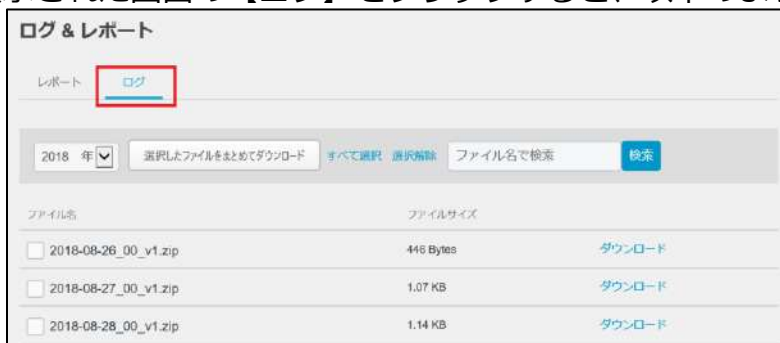 ログ & レポート
レポート ログ
2018 年 選択したファイルをまとめてダウンロード すべて選択 選択解除 ファイル名で検索 検索
ファイル名 ファイルサイズ
2018-08-26_00_v1.zip 446 Bytes ダウンロード
2018-08-27_00_v1.zip 1.07 KB ダウンロード
2018-08-28_00_v1.zip 1.14 KB ダウンロード